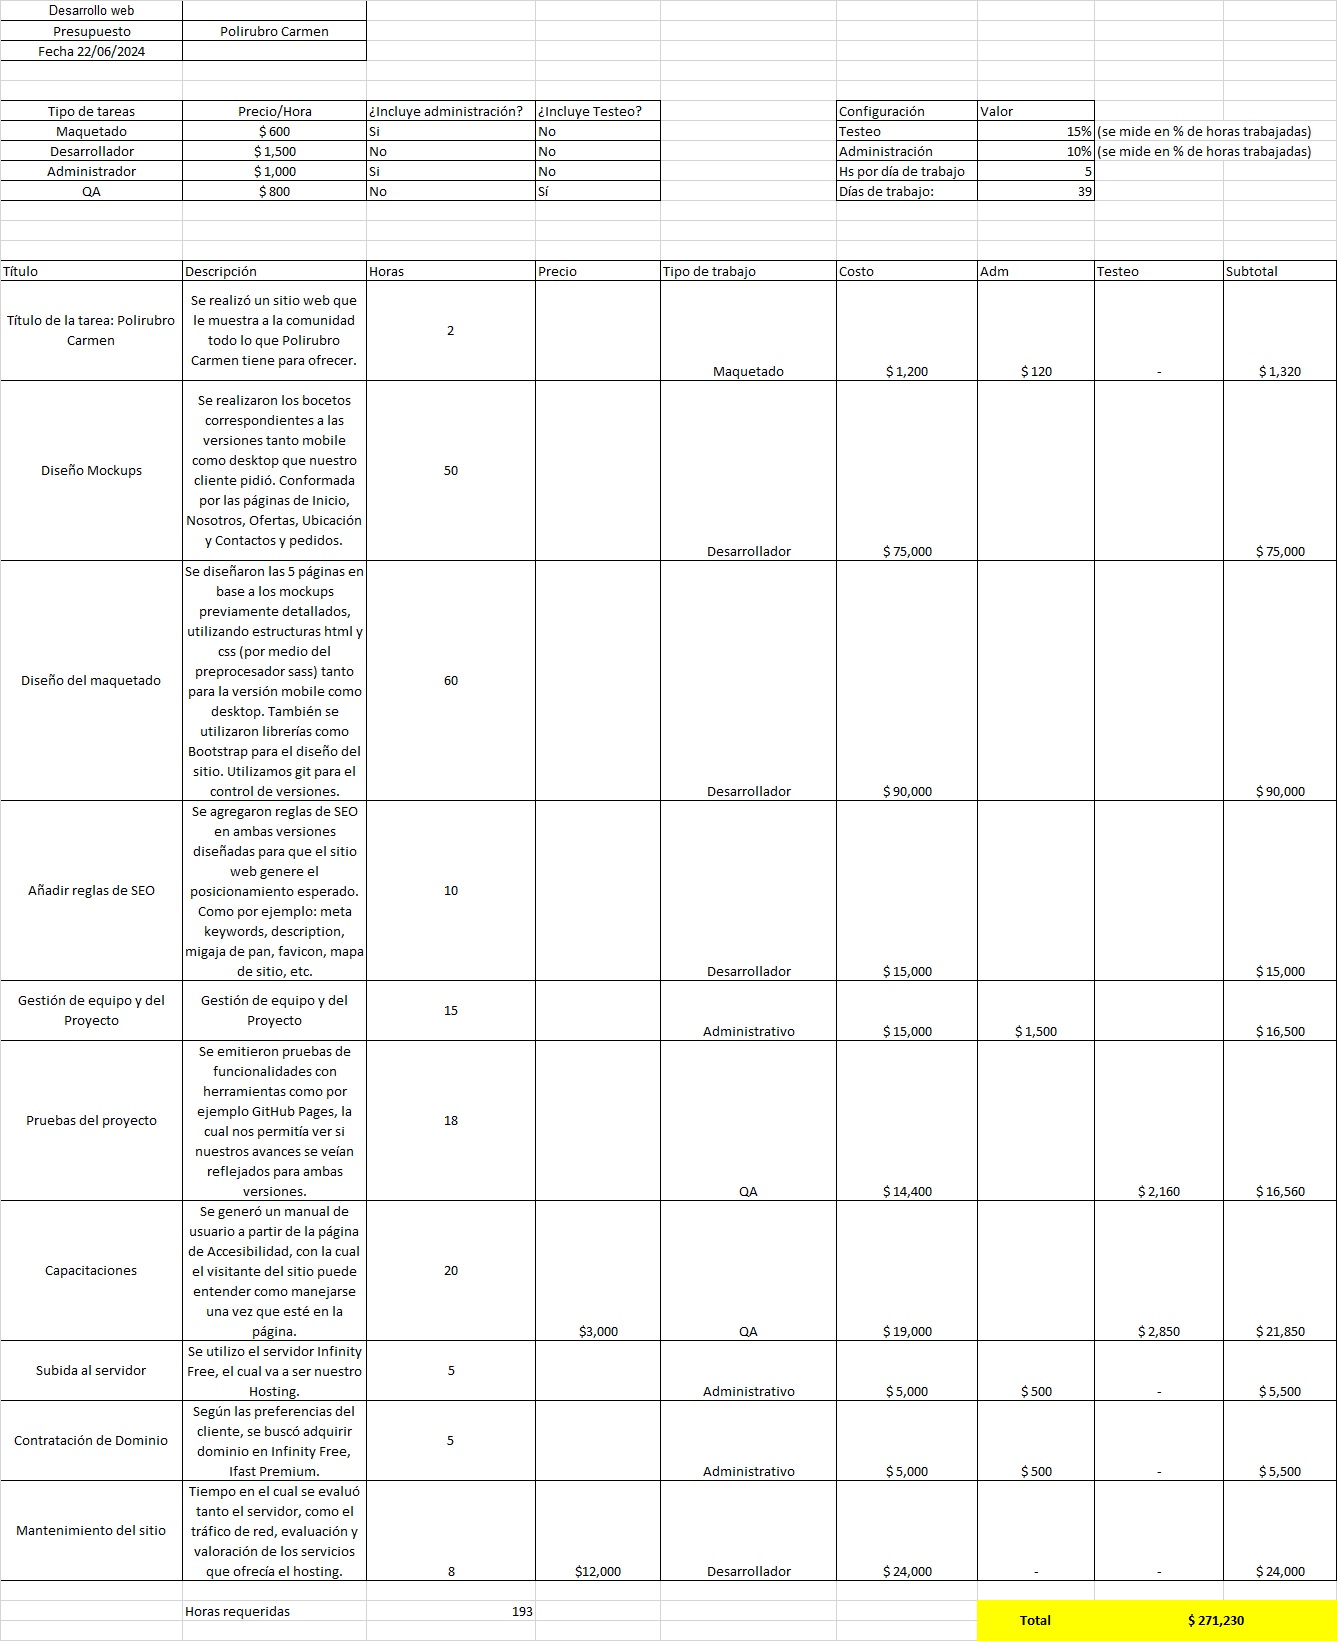 Desarrollo web
Presupuesto Polirubro Carmen
Fecha 22/06/2024
Tipo de tareas Precio/Hora ¿Incluye administración? ¿Incluye Testeo? Configuración Valor
Maquetado $ 600 Si No Testeo 15% (se mide en % de horas trabajadas)
Desarrollador $ 1,500 No No Administración 10% (se mide en % de horas trabajadas)
Administrador $ 1,000 Si No Hs por día de trabajo 5
QA $ 800 No Sí Días de trabajo: 39
Título Descripción Horas Precio Tipo de trabajo Costo Adm Testeo Subtotal
Título de la tarea: Polirubro
Carmen
Se realizó un sitio web que
le muestra a la comunidad
todo lo que Polirubro
Carmen tiene para ofrecer.
2
Maquetado $ 1,200 $ 120 - $ 1,320
Diseño Mockups
Se realizaron los bocetos
correspondientes a las
versiones tanto mobile
como desktop que nuestro
cliente pidió. Conformada
por las páginas de Inicio,
Nosotros, Ofertas, Ubicación
y Contactos y pedidos.
50
Desarrollador $ 75,000 $ 75,000
Diseño del maquetado
Se diseñaron las 5 páginas en
base a los mockups
previamente detallados,
utilizando estructuras html y
css (por medio del
preprocesador sass) tanto
para la versión mobile como
desktop. También se
utilizaron librerías como
Bootstrap para el diseño del
sitio. Utilizamos git para el
control de versiones.
60
Desarrollador $ 90,000 $ 90,000
Añadir reglas de SEO
Se agregaron reglas de SEO
en ambas versiones
diseñadas para que el sitio
web genere el
posicionamiento esperado.
Como por ejemplo: meta
keywords, description,
migaja de pan, favicon, mapa
de sitio, etc.
10
Desarrollador $ 15,000 $ 15,000
Gestión de equipo y del
Proyecto
Gestión de equipo y del
Proyecto
15
Administrativo $ 15,000 $ 1,500 $ 16,500
Pruebas del proyecto
Se emitieron pruebas de
funcionalidades con
herramientas como por
ejemplo GitHub Pages, la
cual nos permitía ver si
nuestros avances se veían
reflejados para ambas
versiones.
18
QA $ 14,400 $ 2,160 $ 16,560
Capacitaciones
Se generó un manual de
usuario a partir de la página
de Accesibilidad, con la cual
el visitante del sitio puede
entender como manejarse
una vez que esté en la
página.
20
$3,000 QA $ 19,000 $ 2,850 $ 21,850
Subida al servidor
Se utilizo el servidor Infinity
Free, el cual va a ser nuestro
Hosting.
5
Administrativo $ 5,000 $ 500 - $ 5,500
Contratación de Dominio
Según las preferencias del
cliente, se buscó adquirir
dominio en Infinity Free,
Ifast Premium.
5
Administrativo $ 5,000 $ 500 - $ 5,500
Mantenimiento del sitio
Tiempo en el cual se evaluó
tanto el servidor, como el
tráfico de red, evaluación y
valoración de los servicios
que ofrecía el hosting.
8 $12,000 Desarrollador $ 24,000 - - $ 24,000
Horas requeridas 193
Total $ 271,230